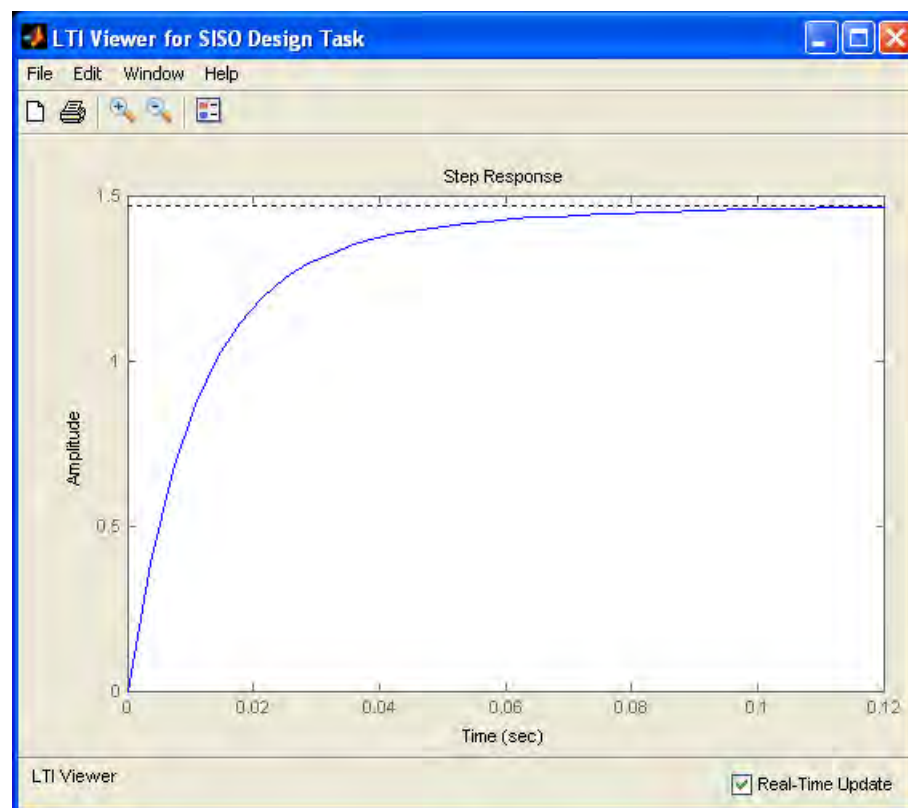 LTI Viewer for SISO Design Task
File Edit Window Help
Step Response
1.5
1
0.5
0
Amplitude
0 0.02 0.04 0.06 0.08 0.1 0.12
Time (sec)
LTI Viewer
Real-Time Update